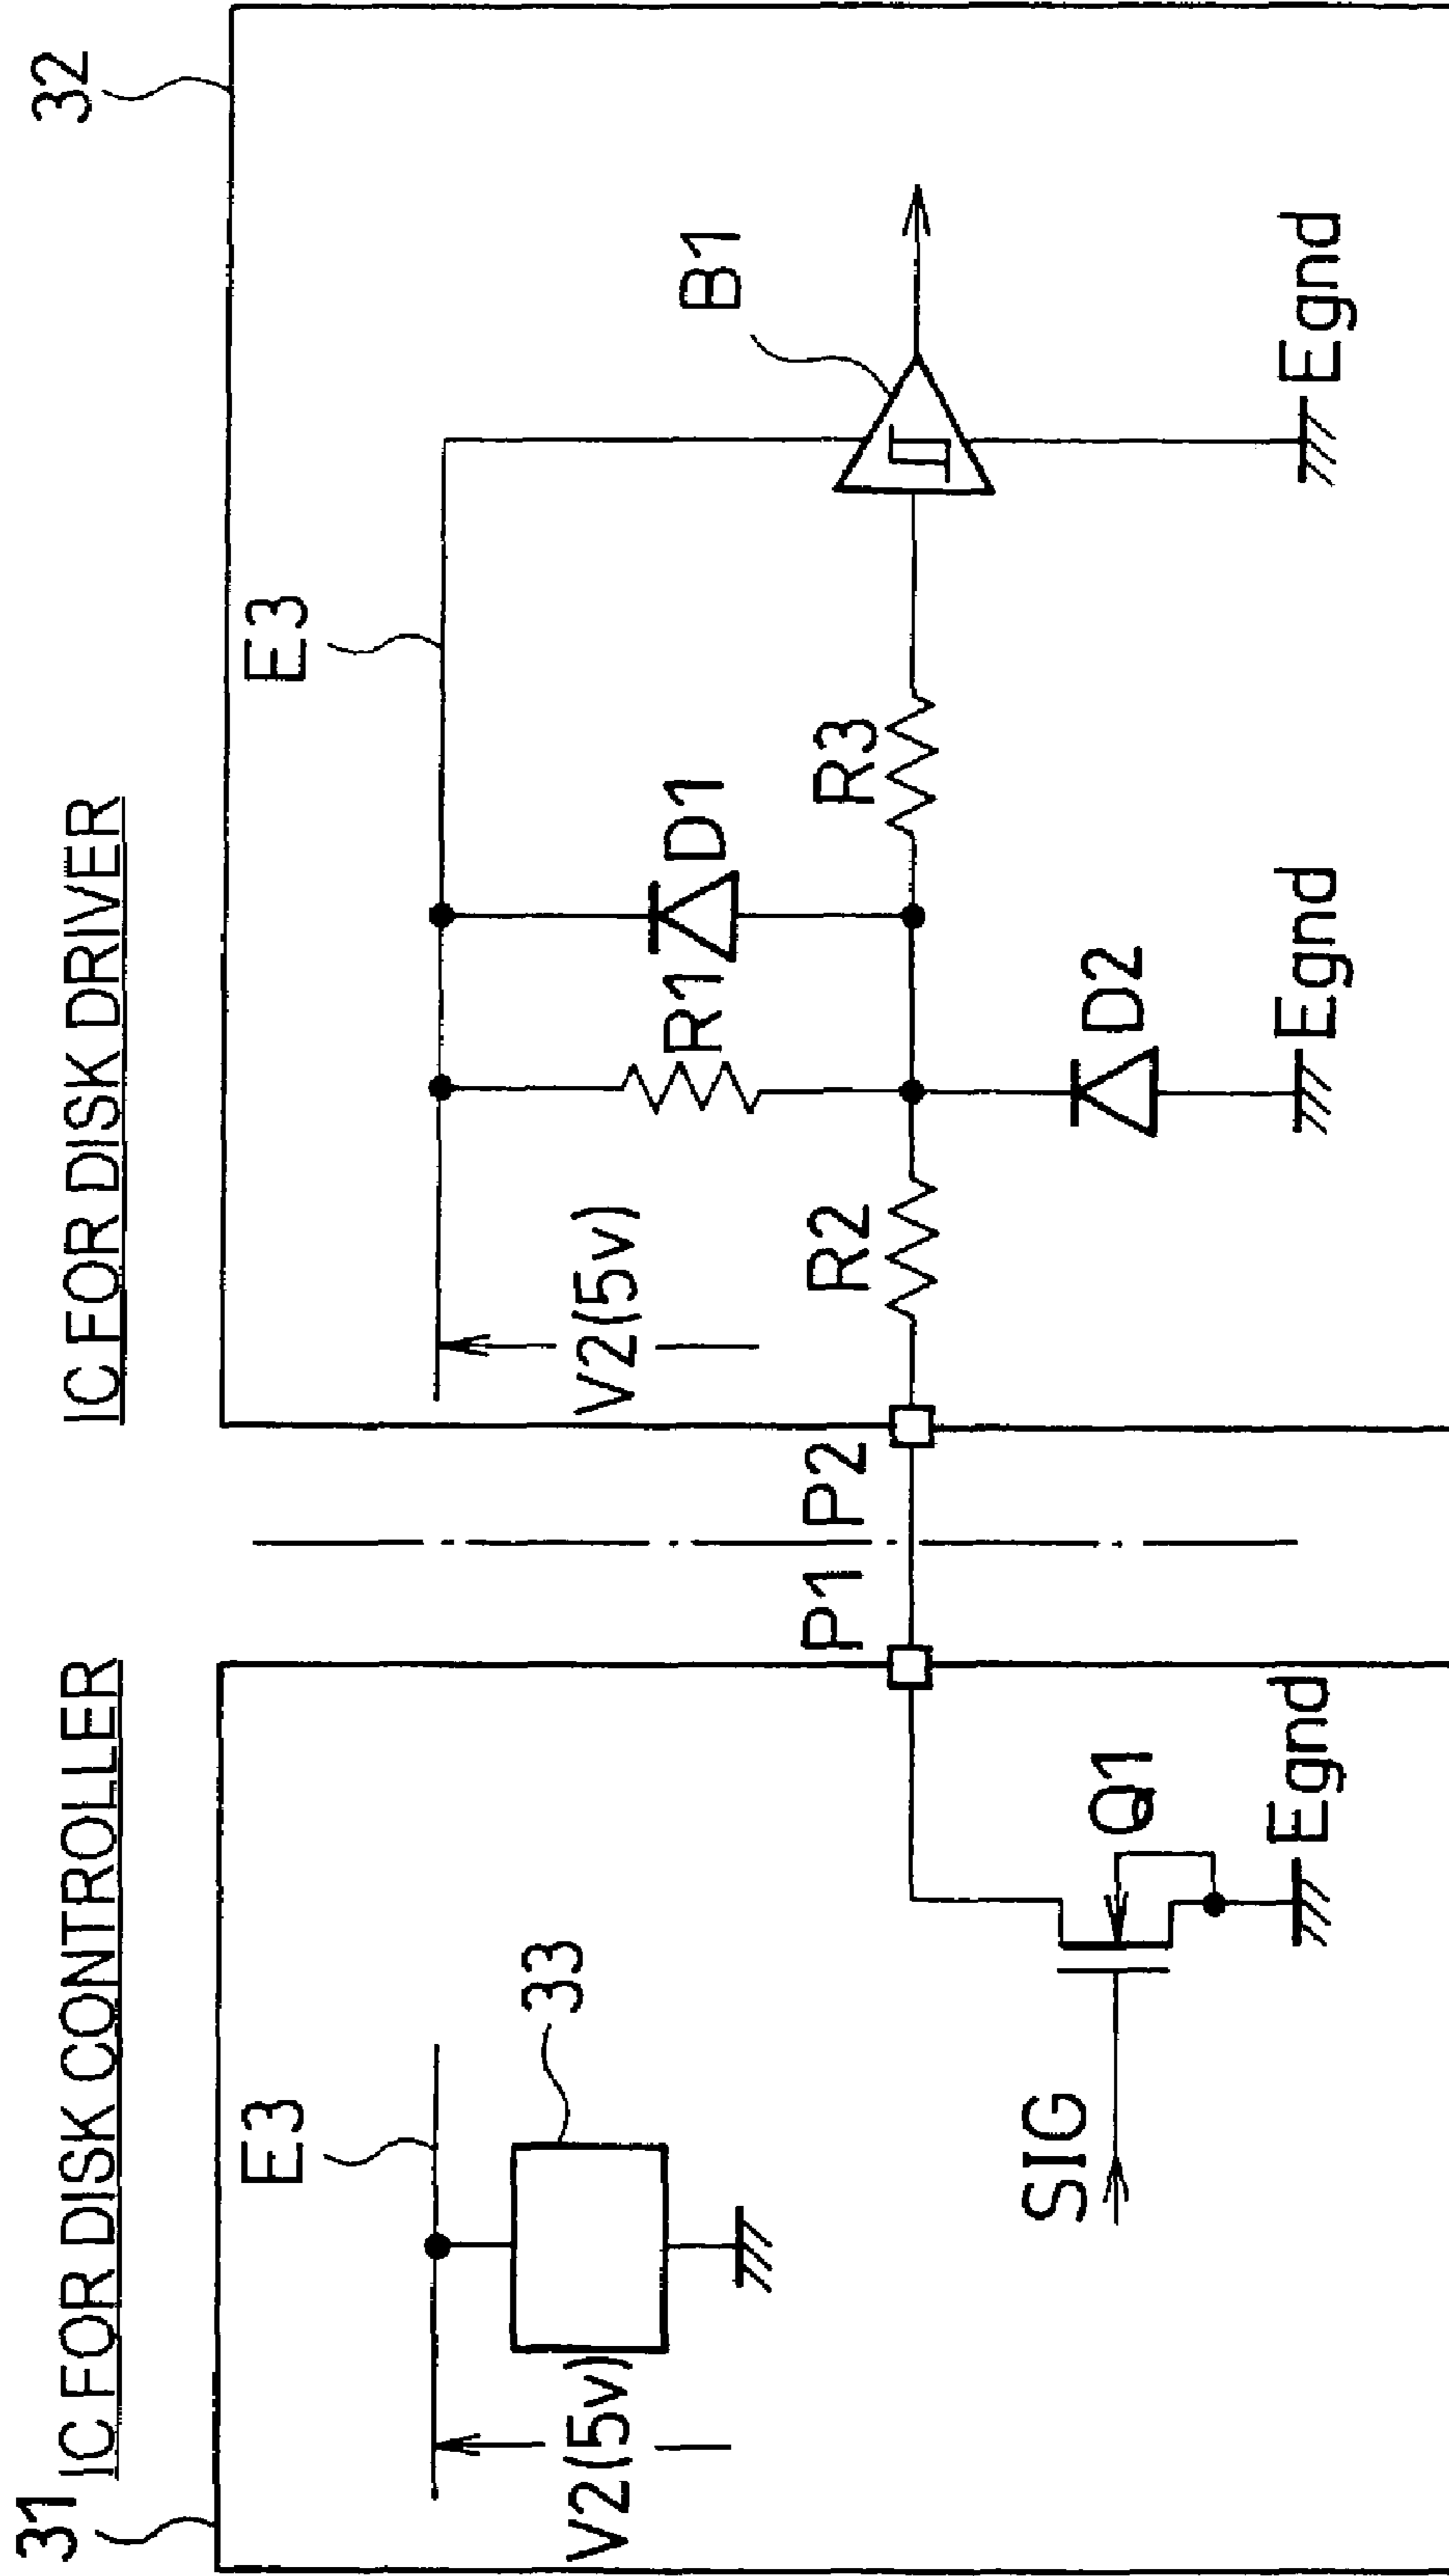 31
IC FOR DISK CONTROLLER
E3
33
V2(5v)
SIG
Q1
Egnd
P1
P2
IC FOR DISK DRIVER
32
E3
V2(5v)
R1
D1
R2
R3
B1
D2
Egnd
Egnd